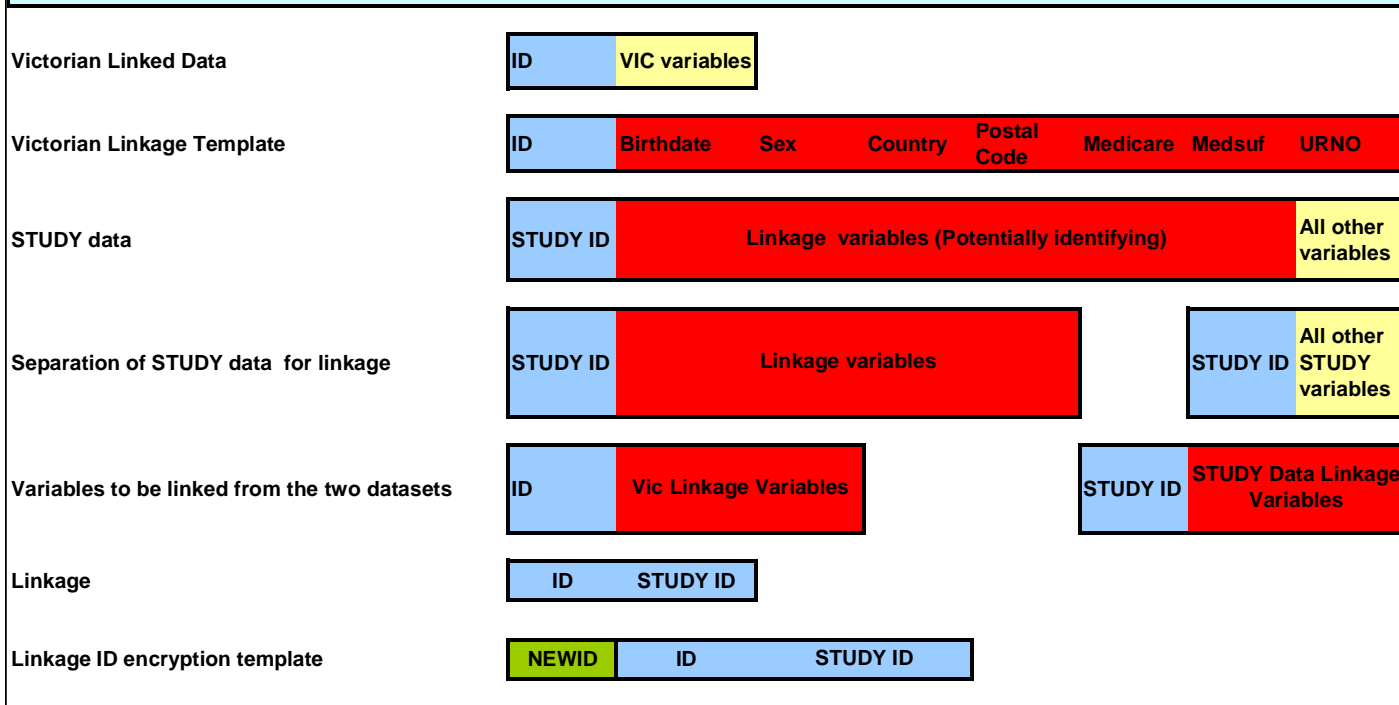 Victorian Linked Data ID VIC variables
Victorian Linkage Template ID Birthdate Sex Country Postal Code Medicare Medsuf URNO
STUDY data STUDY ID Linkage variables (Potentially identifying) All other variables
Separation of STUDY data for linkage STUDY ID Linkage variables STUDY ID All other STUDY variables
Variables to be linked from the two datasets ID Vic Linkage Variables STUDY ID STUDY Data Linkage Variables
Linkage ID STUDY ID
Linkage ID encryption template NEWID ID STUDY ID